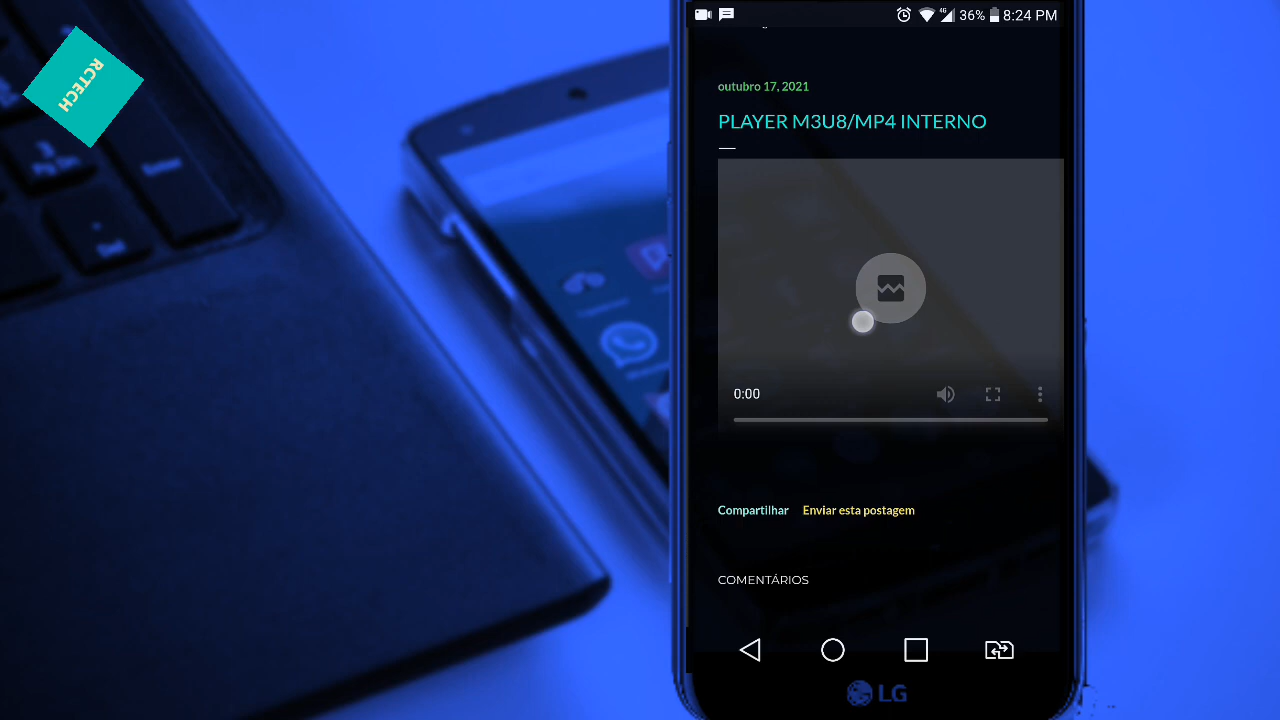 RCTECH
4G 36% 8:24 PM
outubro 17, 2021
PLAYER M3U8/MP4 INTERNO
0:00
Compartilhar Enviar esta postagem
COMENTÁRIOS
LG